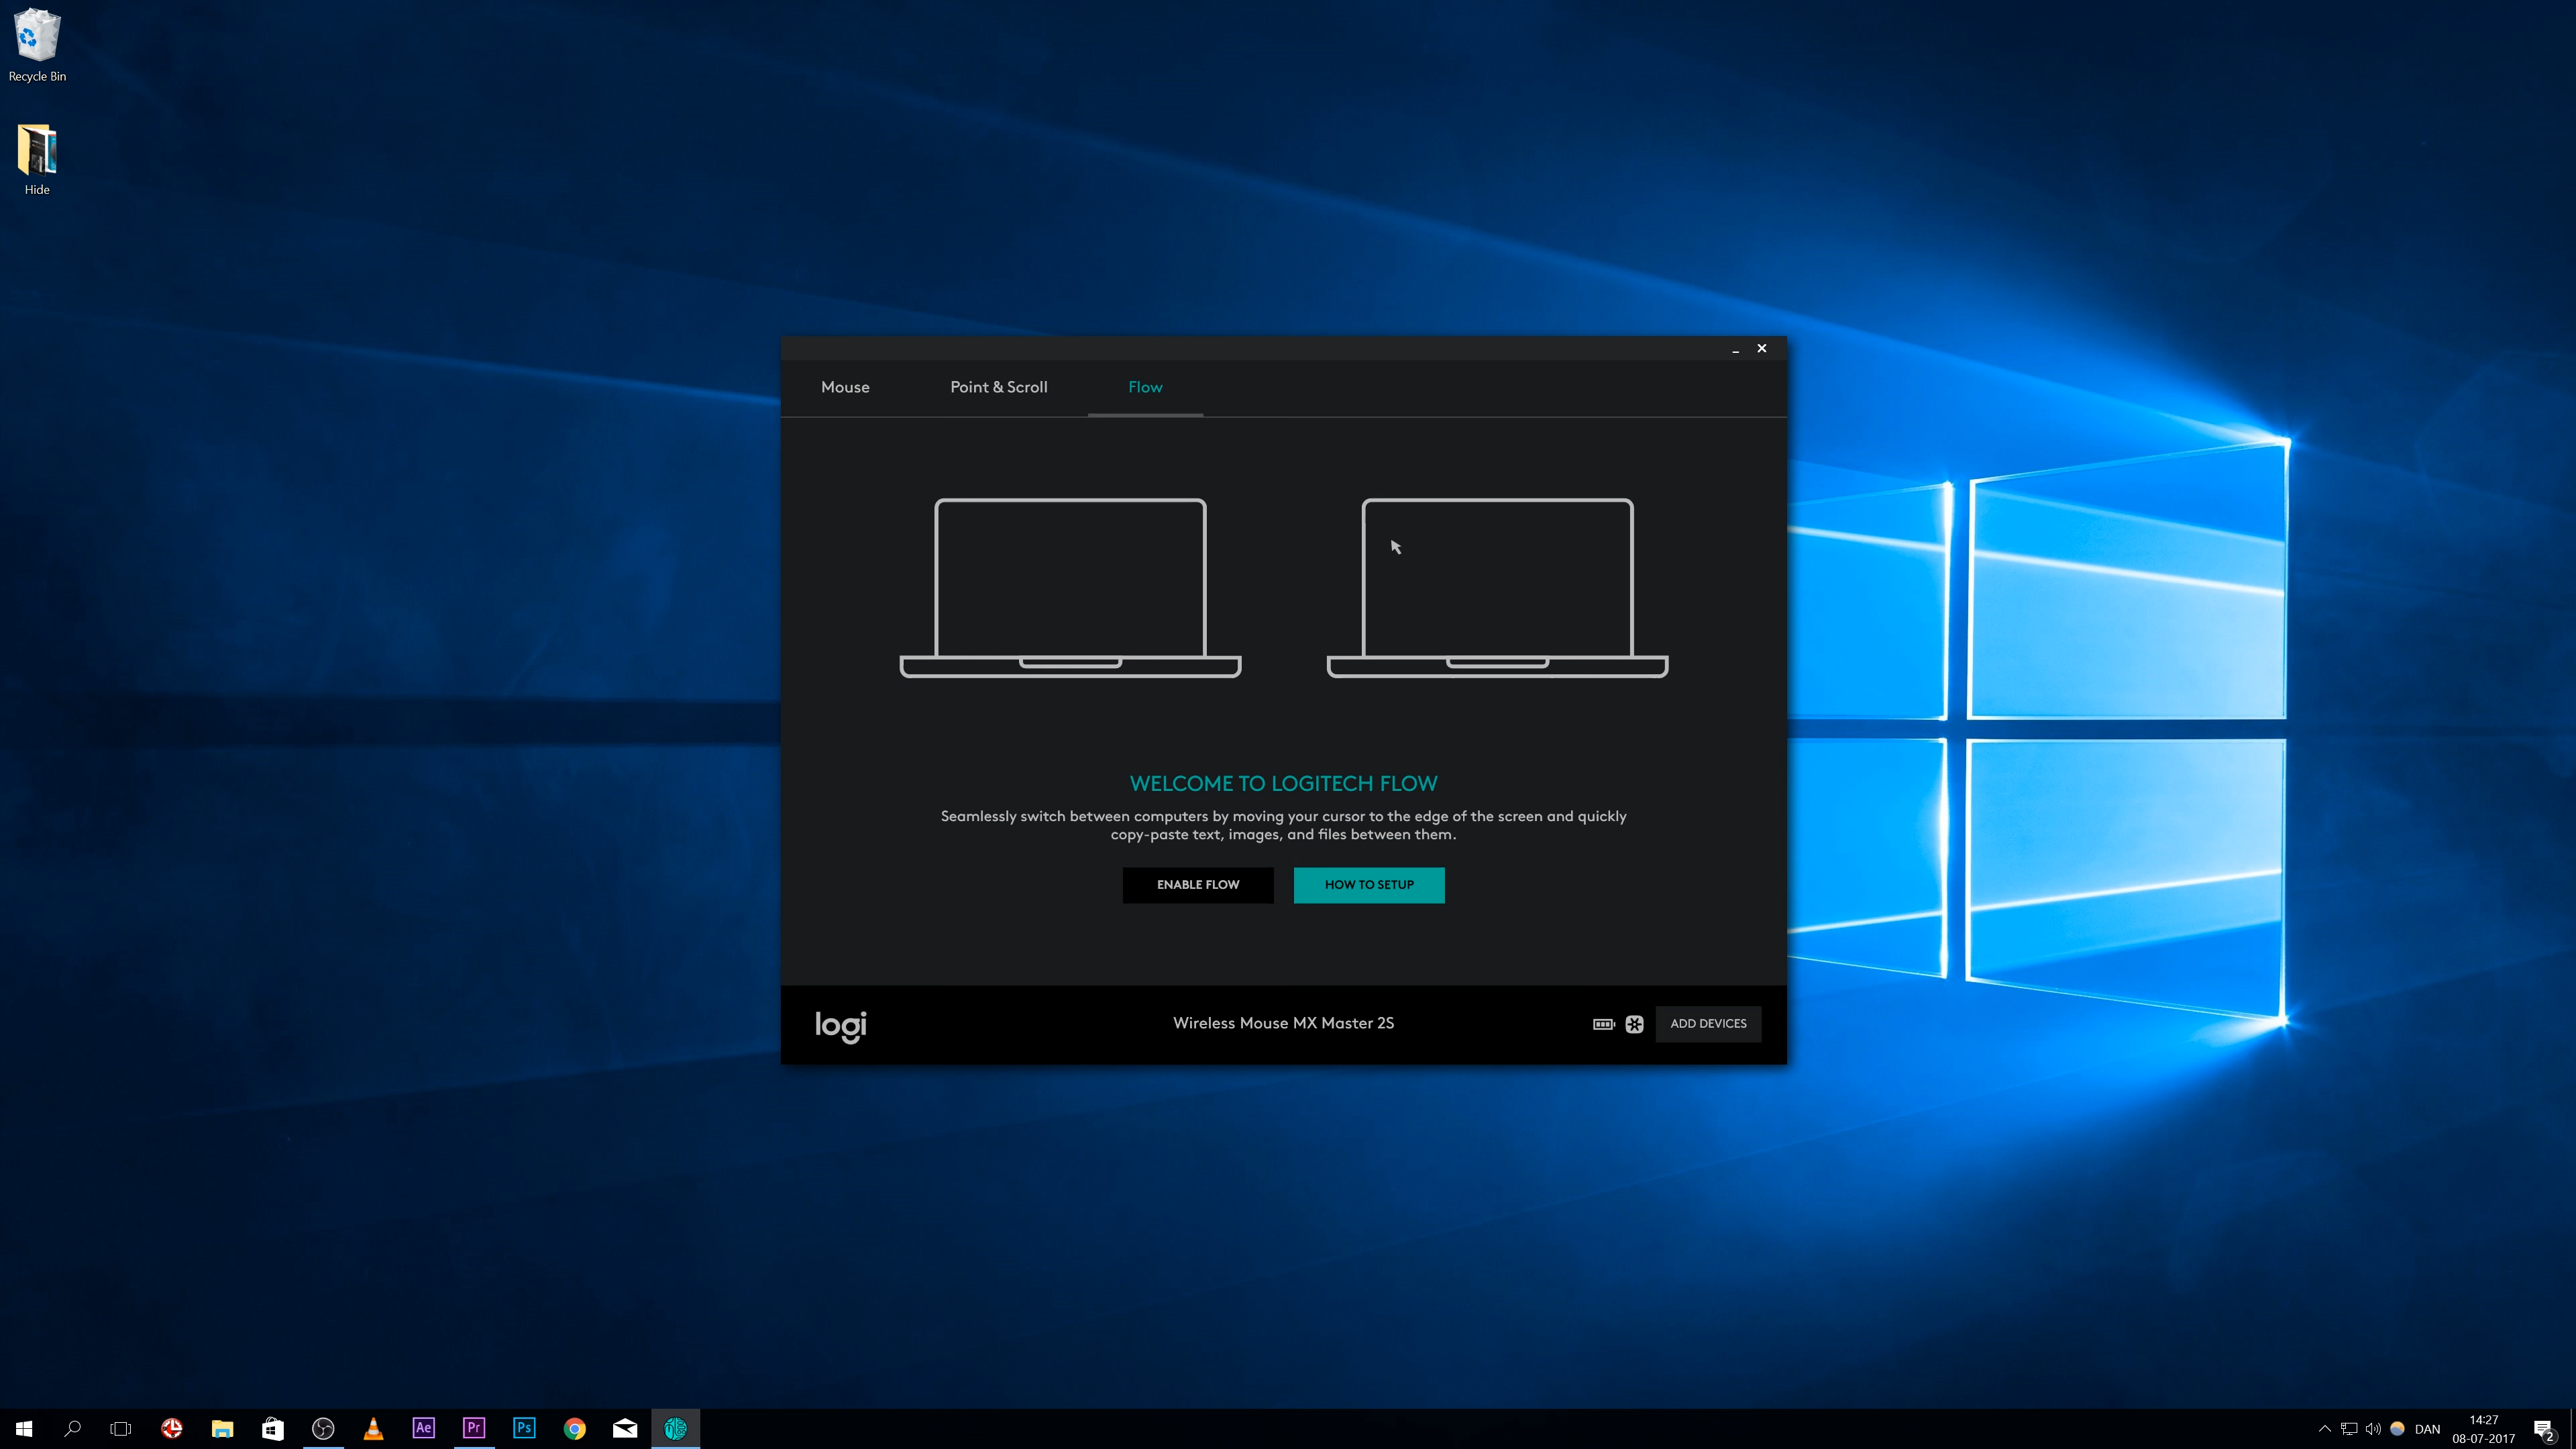 Recycle Bin
Hide
Mouse
Point & Scroll
Flow
WELCOME TO LOGITECH FLOW
Seamlessly switch between computers by moving your cursor to the edge of the screen and quickly
copy-paste text, images, and files between them.
ENABLE FLOW
HOW TO SETUP
logi
Wireless Mouse MX Master 2S
ADD DEVICES
Ae
Pr
Ps
DAN
14:27
08-07-2017
2